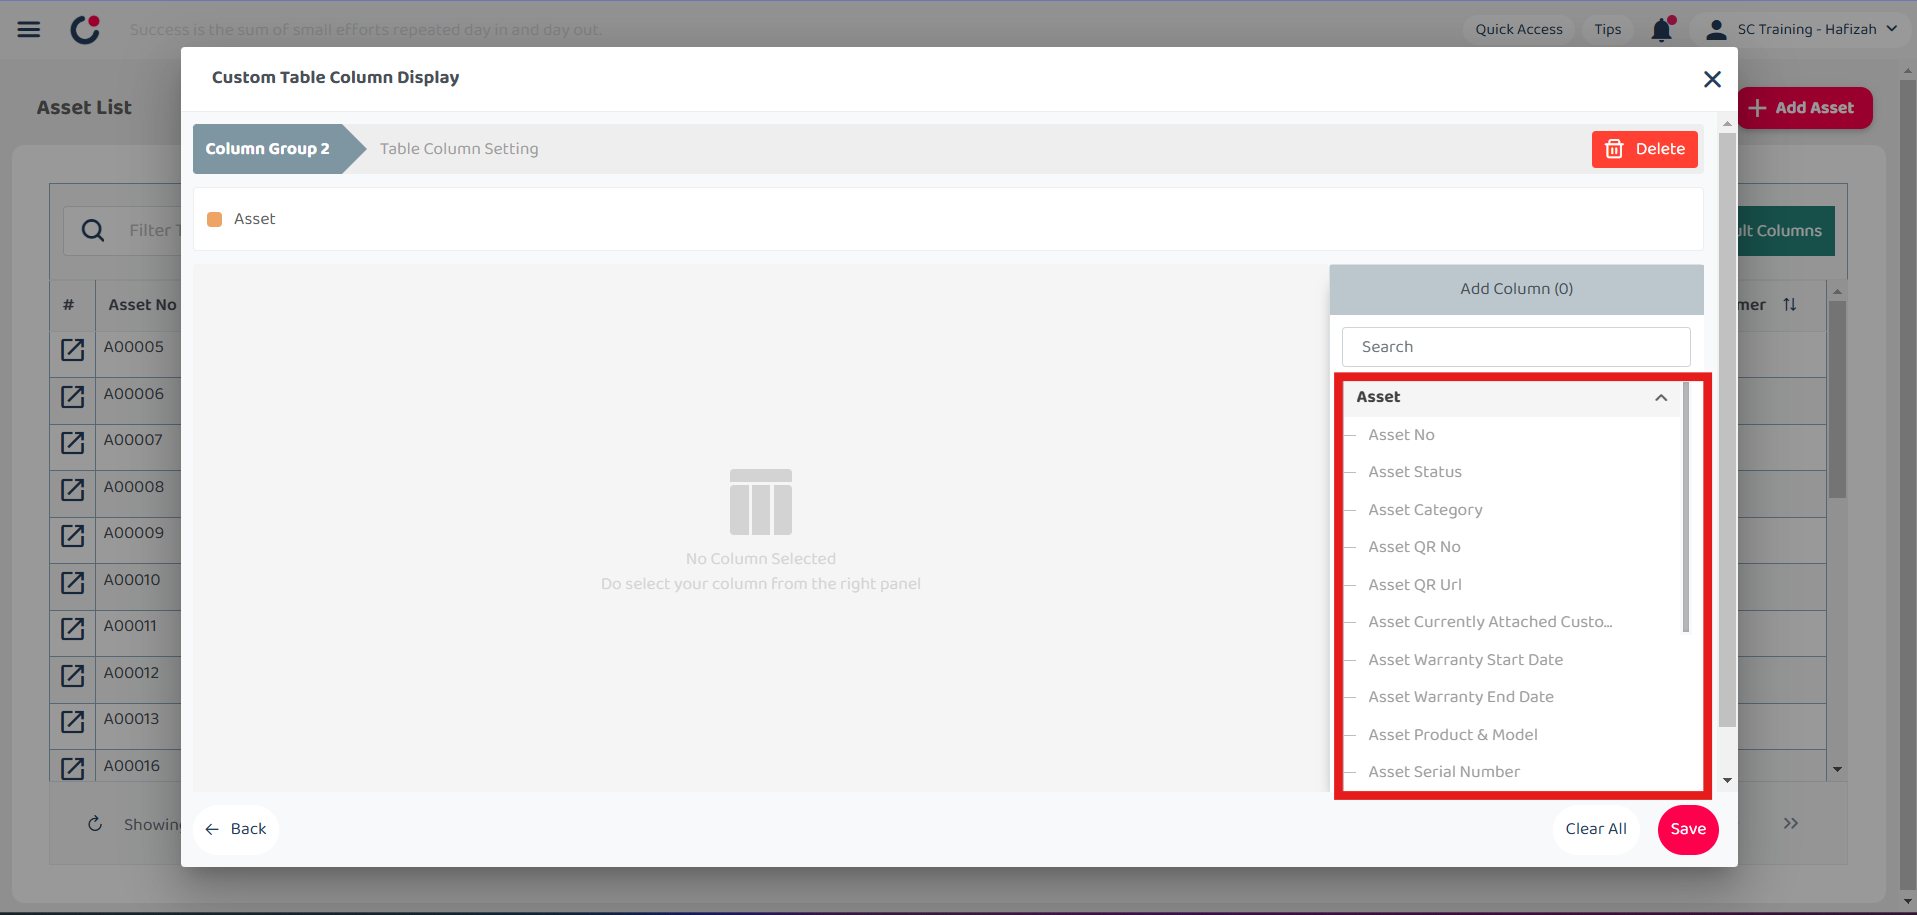 Success is the sum of small efforts repeated day in and day out.
Quick Access
Tips
SC Training - Hafizah
Custom Table Column Display
Asset List
Add Asset
Column Group 2
Table Column Setting
Delete
Asset
Filter
Columns
Add Column (0)
#
Asset No
Search
Asset
A00005
A00006
A00007
A00008
A00009
A00010
A00011
A00012
A00013
A00016
Asset No
Asset Status
Asset Category
Asset QR No
Asset QR Url
Asset Currently Attached Custo...
Asset Warranty Start Date
Asset Warranty End Date
Asset Product & Model
Asset Serial Number
No Column Selected
Do select your column from the right panel
Back
Clear All
Save